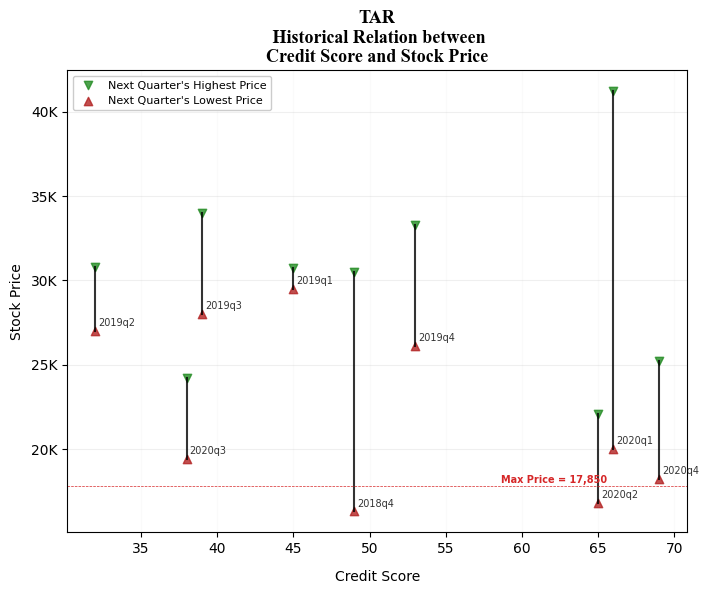 TAR
Historical Relation between
Credit Score and Stock Price
Next Quarter's Highest Price
Next Quarter's Lowest Price
40K
35K
30K
25K
20K
Stock Price
2019q2
2019q3
2020q3
2019q1
2018q4
2019q4
2020q1
2020q4
2020q2
Max Price = 17,850
35
40
45
50
55
60
65
70
Credit Score